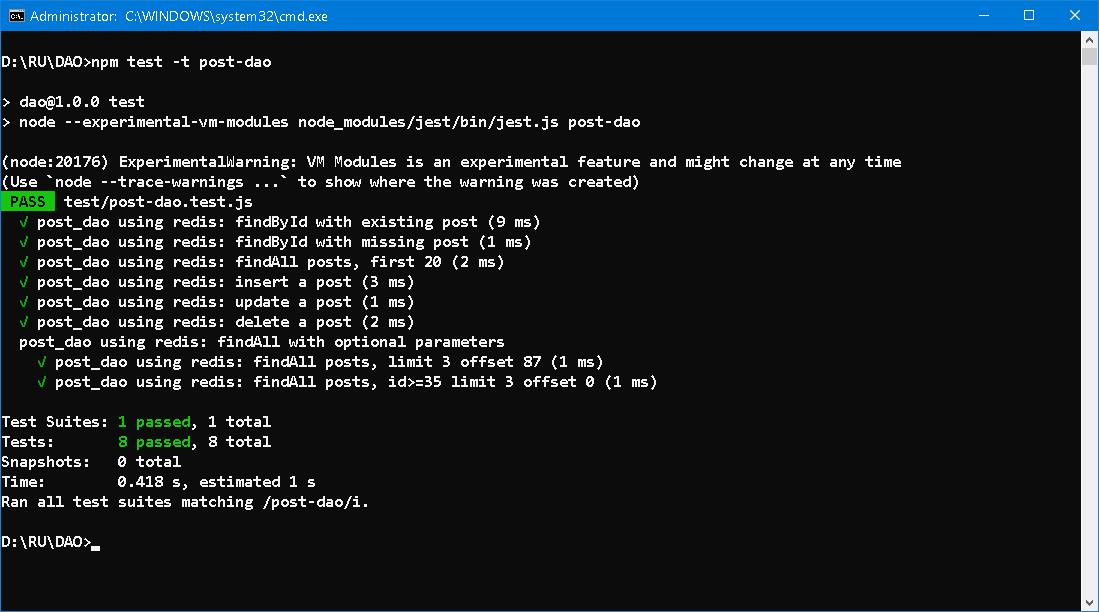 Administrator: C:\WINDOWS\system32\cmd.exe
D:\RU\DAO>npm test -t post-dao
> dao@1.0.0 test
> node --experimental-vm-modules node_modules/jest/bin/jest.js post-dao
(node:20176) ExperimentalWarning: VM Modules is an experimental feature and might change at any time
(Use `node --trace-warnings ...` to show where the warning was created)
PASS test/post-dao.test.js
√ post_dao using redis: findById with existing post (9 ms)
√ post_dao using redis: findById with missing post (1 ms)
√ post_dao using redis: findAll posts, first 20 (2 ms)
√ post_dao using redis: insert a post (3 ms)
√ post_dao using redis: update a post (1 ms)
√ post_dao using redis: delete a post (2 ms)
post_dao using redis: findAll with optional parameters
√ post_dao using redis: findAll posts, limit 3 offset 87 (1 ms)
√ post_dao using redis: findAll posts, id>=35 limit 3 offset 0 (1 ms)
Test Suites: 1 passed, 1 total
Tests: 8 passed, 8 total
Snapshots: 0 total
Time: 0.418 s, estimated 1 s
Ran all test suites matching /post-dao/i.
D:\RU\DAO>